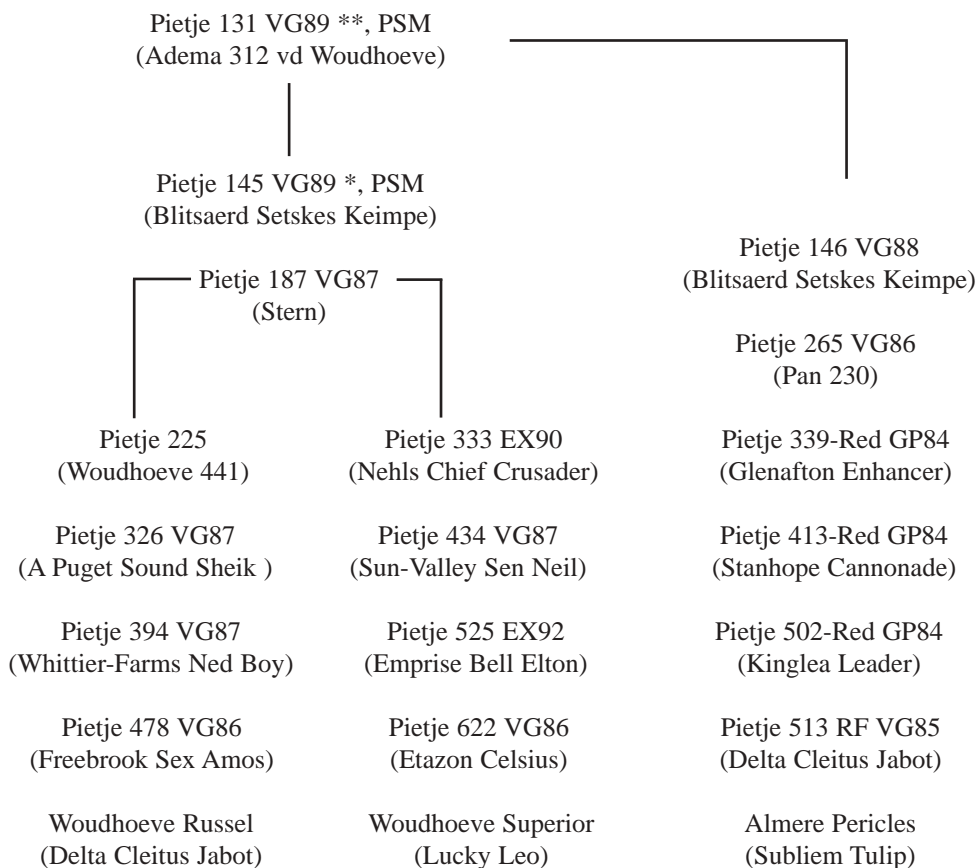 Pietje 131 VG89 **, PSM
(Adema 312 vd Woudhoeve)
Pietje 145 VG89 *, PSM
(Blitsaerd Setskes Keimpe)
Pietje 187 VG87
(Stern)
Pietje 225
(Woudhoeve 441)
Pietje 326 VG87
(A Puget Sound Sheik )
Pietje 394 VG87
(Whittier-Farms Ned Boy)
Pietje 478 VG86
(Freebrook Sex Amos)
Woudhoeve Russel
(Delta Cleitus Jabot)
Pietje 333 EX90
(Nehls Chief Crusader)
Pietje 434 VG87
(Sun-Valley Sen Neil)
Pietje 525 EX92
(Emprise Bell Elton)
Pietje 622 VG86
(Etazon Celsius)
Woudhoeve Superior
(Lucky Leo)
Pietje 146 VG88
(Blitsaerd Setskes Keimpe)
Pietje 265 VG86
(Pan 230)
Pietje 339-Red GP84
(Glenafton Enhancer)
Pietje 413-Red GP84
(Stanhope Cannonade)
Pietje 502-Red GP84
(Kinglea Leader)
Pietje 513 RF VG85
(Delta Cleitus Jabot)
Almere Pericles
(Subliem Tulip)